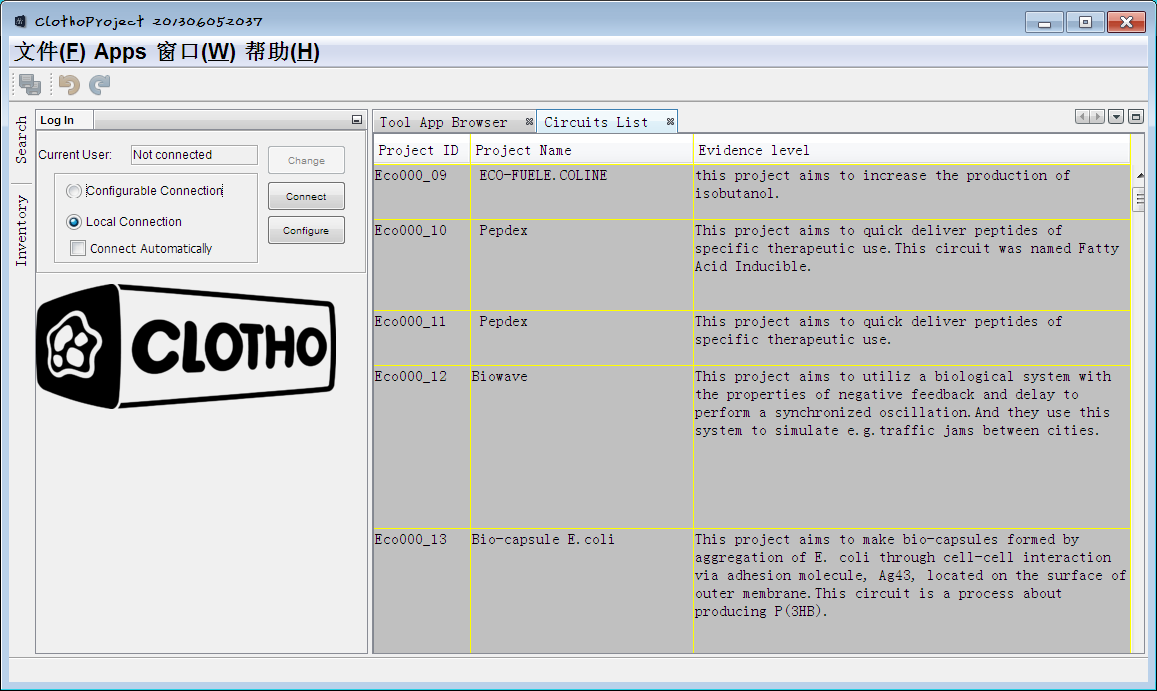 ClothoProject 201306052037
文件(F) Apps 窗口(W) 帮助(H)
Search
Inventory
Log In
Current User:
Not connected
Change
Configurable Connection
Connect
Local Connection
Configure
Connect Automatically
CLOTHO
Tool App Browser
Circuits List
Project ID
Project Name
Evidence level
Eco000_09
ECO-FUELE.COLINE
this project aims to increase the production of
isobutanol.
Eco000_10
Pepdex
This project aims to quick deliver peptides of
specific therapeutic use.This circuit was named Fatty
Acid Inducible.
Eco000_11
Pepdex
This project aims to quick deliver peptides of
specific therapeutic use.
Eco000_12
Biowave
This project aims to utiliz a biological system with
the properties of negative feedback and delay to
perform a synchronized oscillation.And they use this
system to simulate e.g.traffic jams between cities.
Eco000_13
Bio-capsule E.coli
This project aims to make bio-capsules formed by
aggregation of E. coli through cell-cell interaction
via adhesion molecule, Ag43, located on the surface of
outer membrane.This circuit is a process about
producing P(3HB).